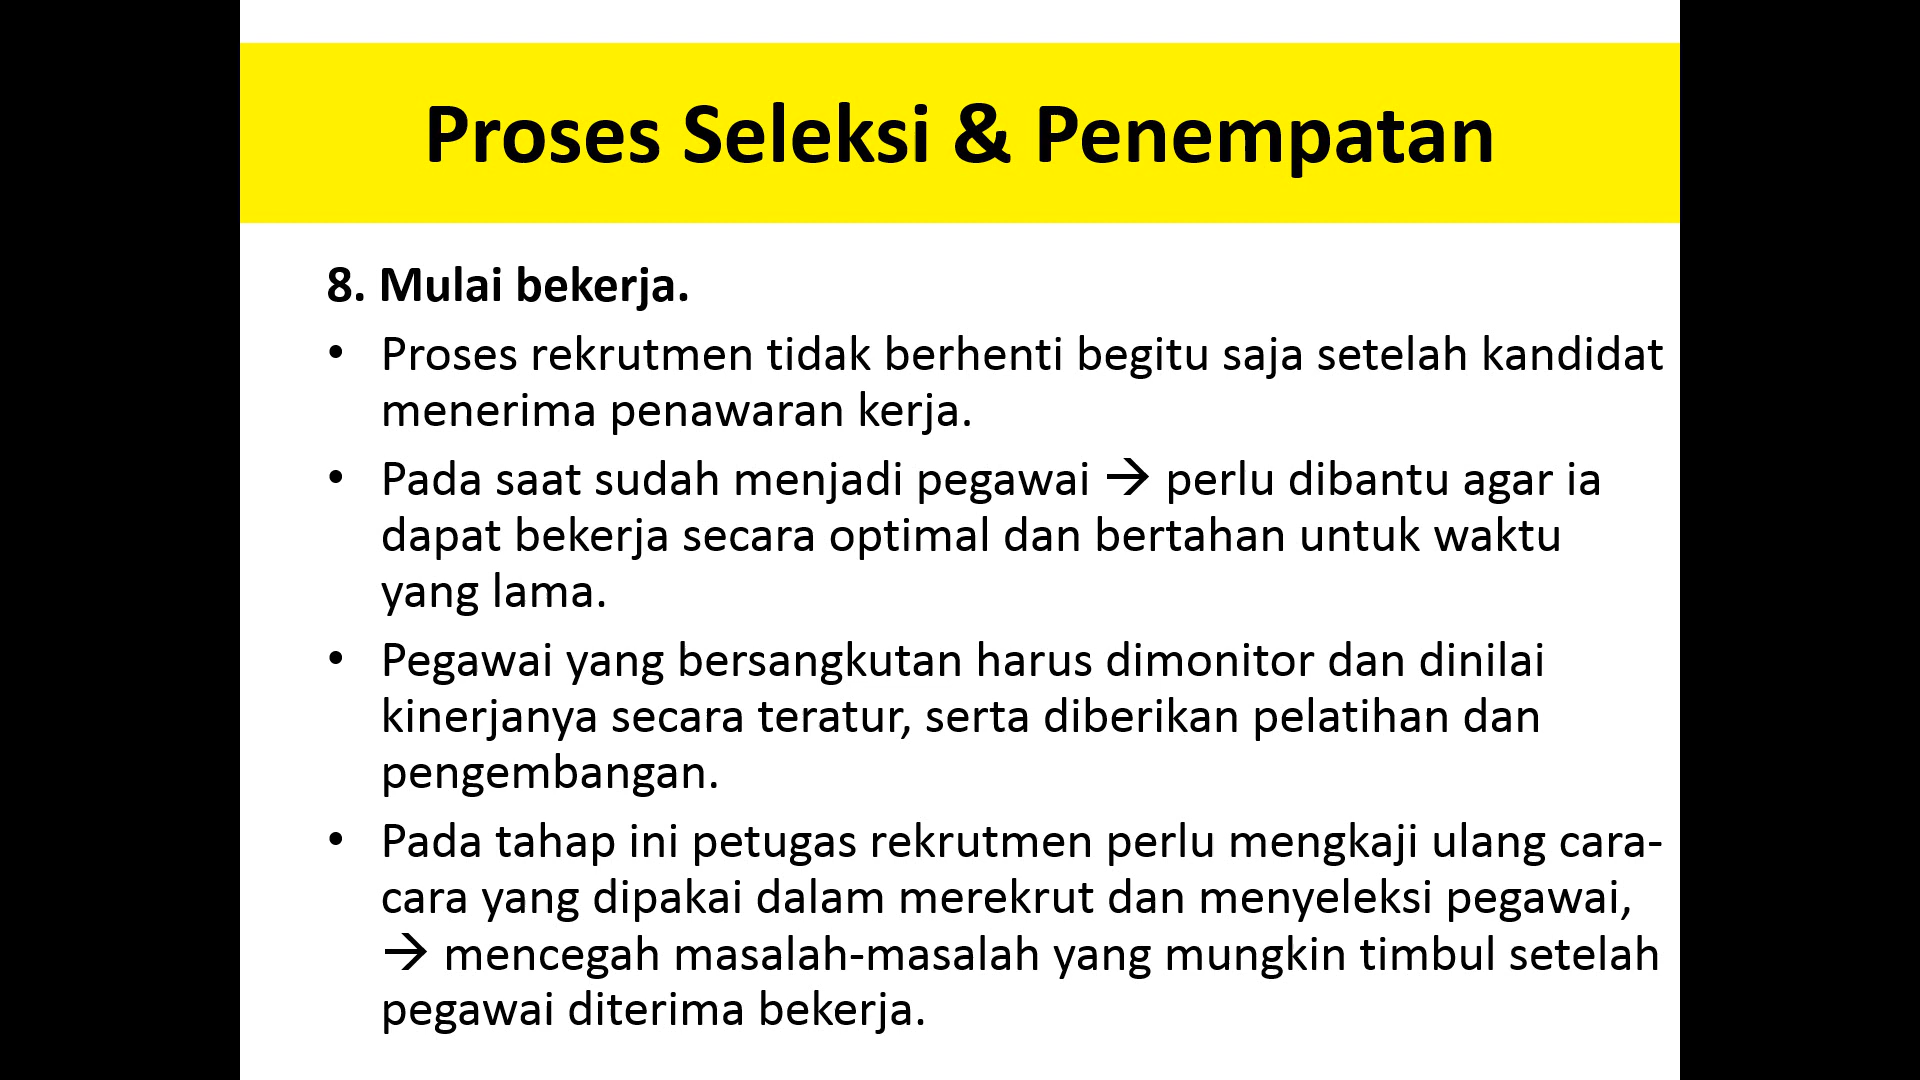 Proses Seleksi & Penempatan
8. Mulai bekerja.
• Proses rekrutmen tidak berhenti begitu saja setelah kandidat
menerima penawaran kerja.
• Pada saat sudah menjadi pegawai → perlu dibantu agar ia
dapat bekerja secara optimal dan bertahan untuk waktu
yang lama.
• Pegawai yang bersangkutan harus dimonitor dan dinilai
kinerjanya secara teratur, serta diberikan pelatihan dan
pengembangan.
• Pada tahap ini petugas rekrutmen perlu mengkaji ulang cara-
cara yang dipakai dalam merekrut dan menyeleksi pegawai,
→ mencegah masalah-masalah yang mungkin timbul setelah
pegawai diterima bekerja.